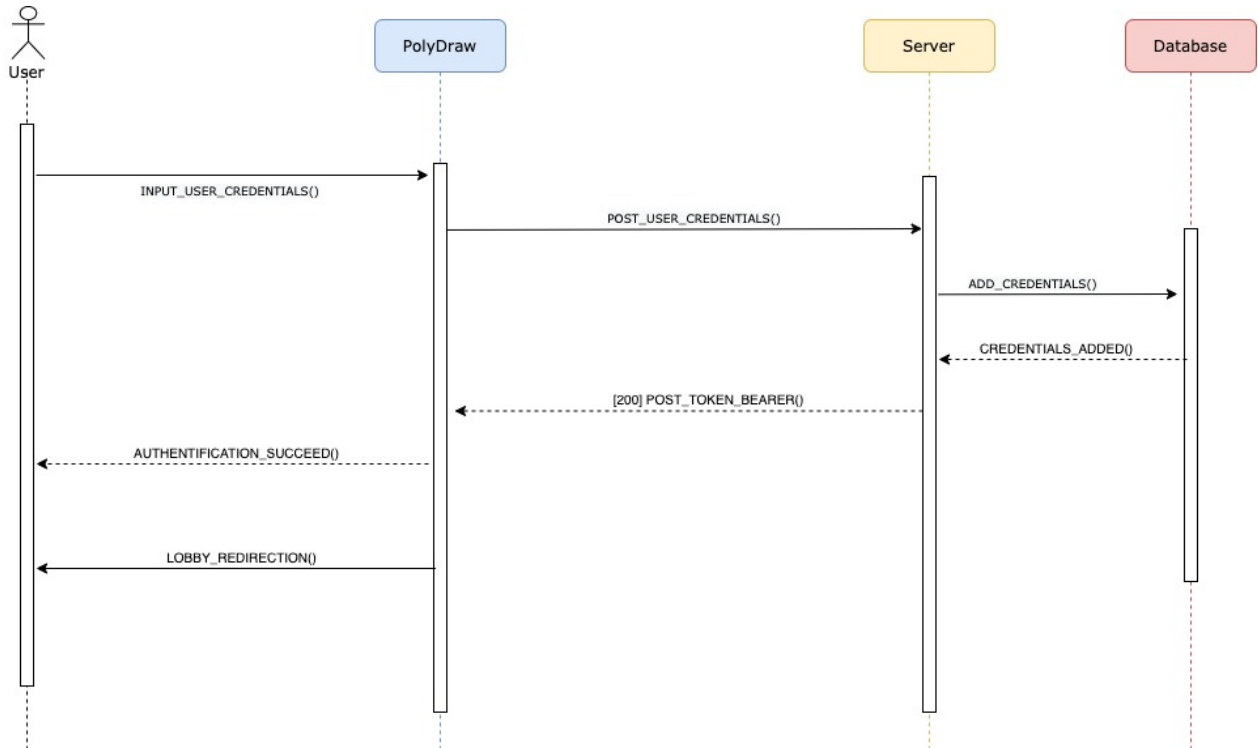 User
PolyDraw
Server
Database
INPUT_USER_CREDENTIALS()
POST_USER_CREDENTIALS()
ADD_CREDENTIALS()
CREDENTIALS_ADDED()
[200] POST_TOKEN_BEARER()
AUTHENTIFICATION_SUCCEED()
LOBBY_REDIRECTION()